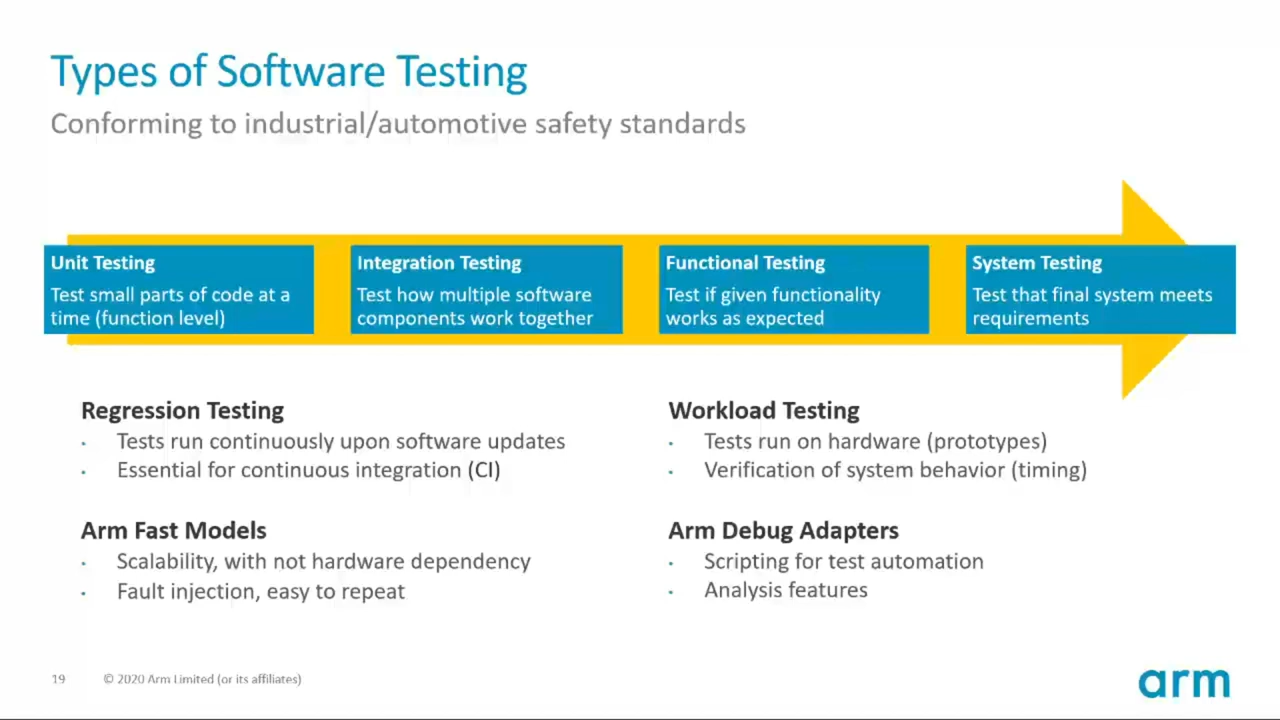 Types of Software Testing
Conforming to industrial/automotive safety standards
Unit Testing
Test small parts of code at a
time (function level)
Integration Testing
Test how multiple software
components work together
Functional Testing
Test if given functionality
works as expected
System Testing
Test that final system meets
requirements
Regression Testing
· Tests run continuously upon software updates
· Essential for continuous integration (CI)
Arm Fast Models
· Scalability, with not hardware dependency
· Fault injection, easy to repeat
Workload Testing
· Tests run on hardware (prototypes)
· Verification of system behavior (timing)
Arm Debug Adapters
· Scripting for test automation
· Analysis features
19 © 2020 Arm Limited (or its affiliates)
arm